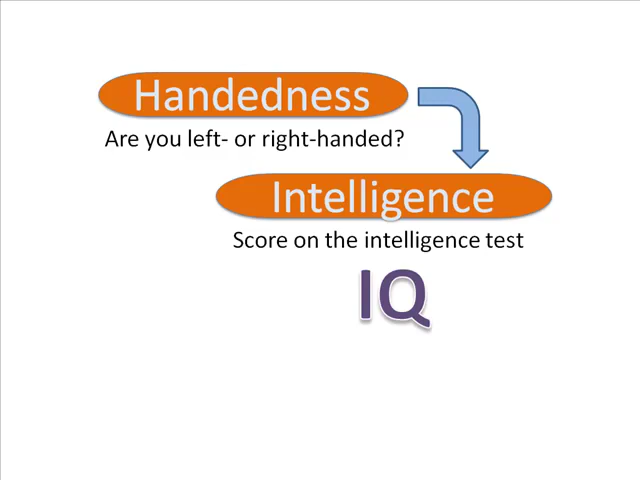 Handedness
Are you left- or right-handed?
Intelligence
Score on the intelligence test
IQ